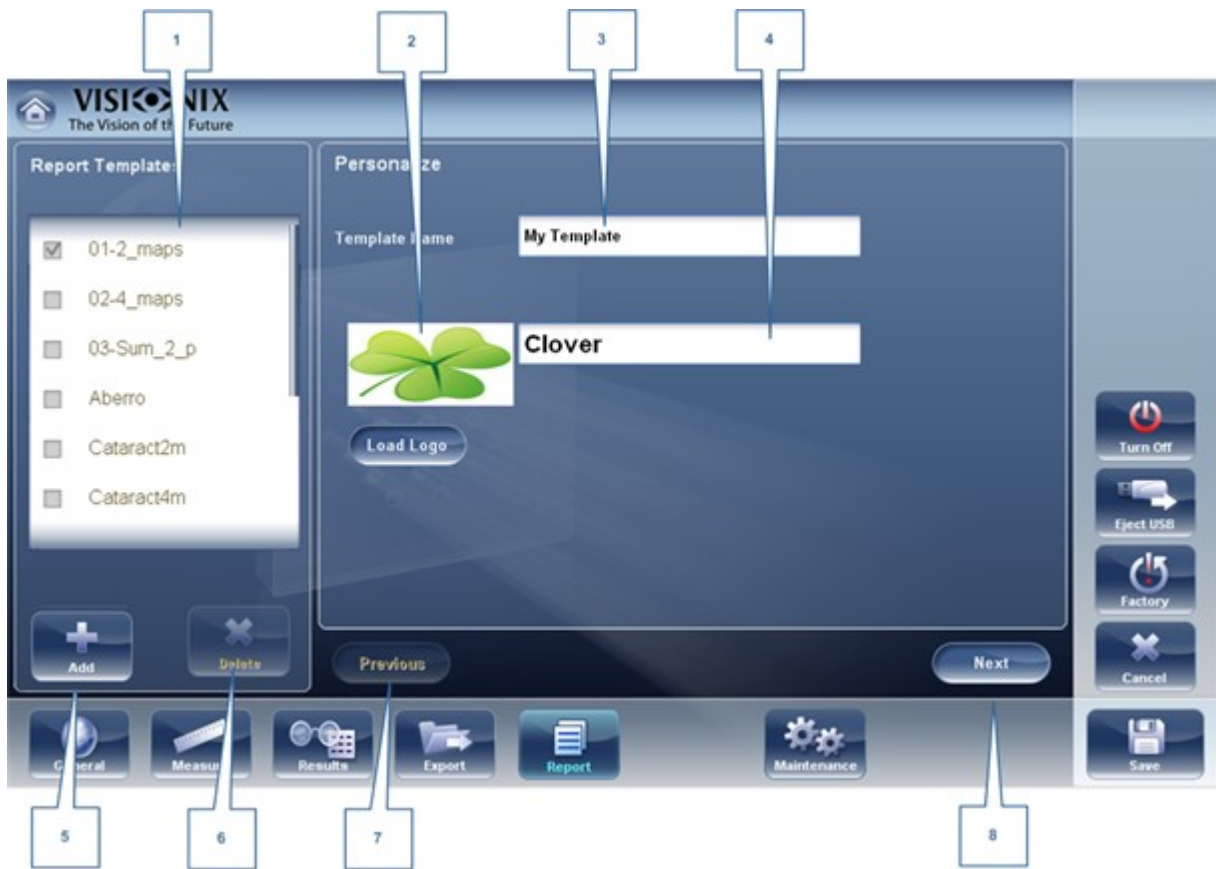 1
2
3
4
VISIONIX
The Vision of the Future
Report Templates
Personalize
01-2_maps
02-4_maps
03-Sum_2_p
Aberro
Cataract2m
Cataract4m
Template Name
My Template
Clover
Load Logo
Add
Delete
Previous
Next
Turn Off
Eject USB
Factory
Cancel
General
Measure
Results
Export
Report
Maintenance
Save
5
6
7
8